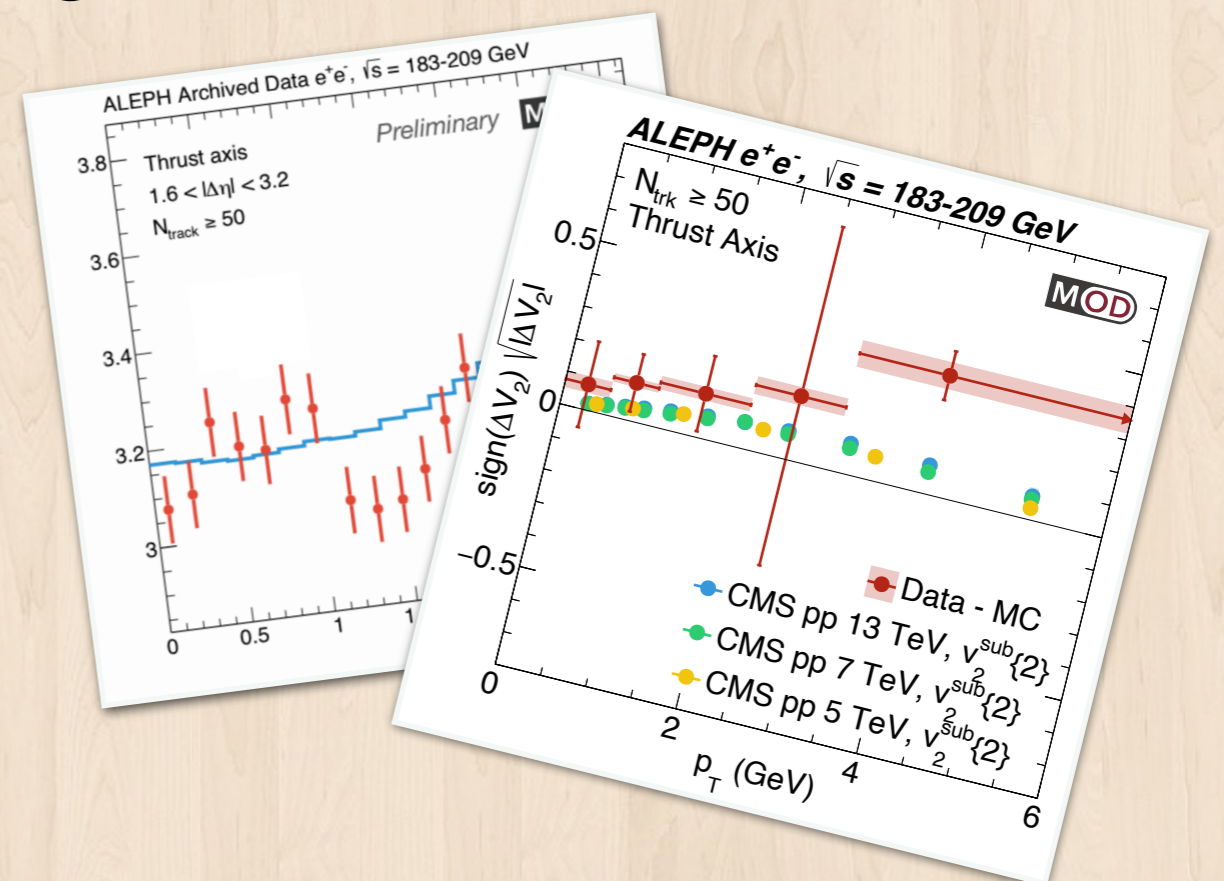 ALEPH Archived Data e⁺e⁻, √s = 183-209 GeV
Preliminary
Thrust axis
1.6 < |Δη| < 3.2
N_track ≥ 50
3.8
3.6
3.4
3.2
3
0
0.5
1
ALEPH e⁺e⁻, √s = 183-209 GeV
N_trk ≥ 50
Thrust Axis
MOD
sign(ΔV₂) √|ΔV₂|
0.5
0
−0.5
Data - MC
CMS pp 13 TeV, v₂^sub{2}
CMS pp 7 TeV, v₂^sub{2}
CMS pp 5 TeV, v₂^sub{2}
0
2
4
6
p_T (GeV)